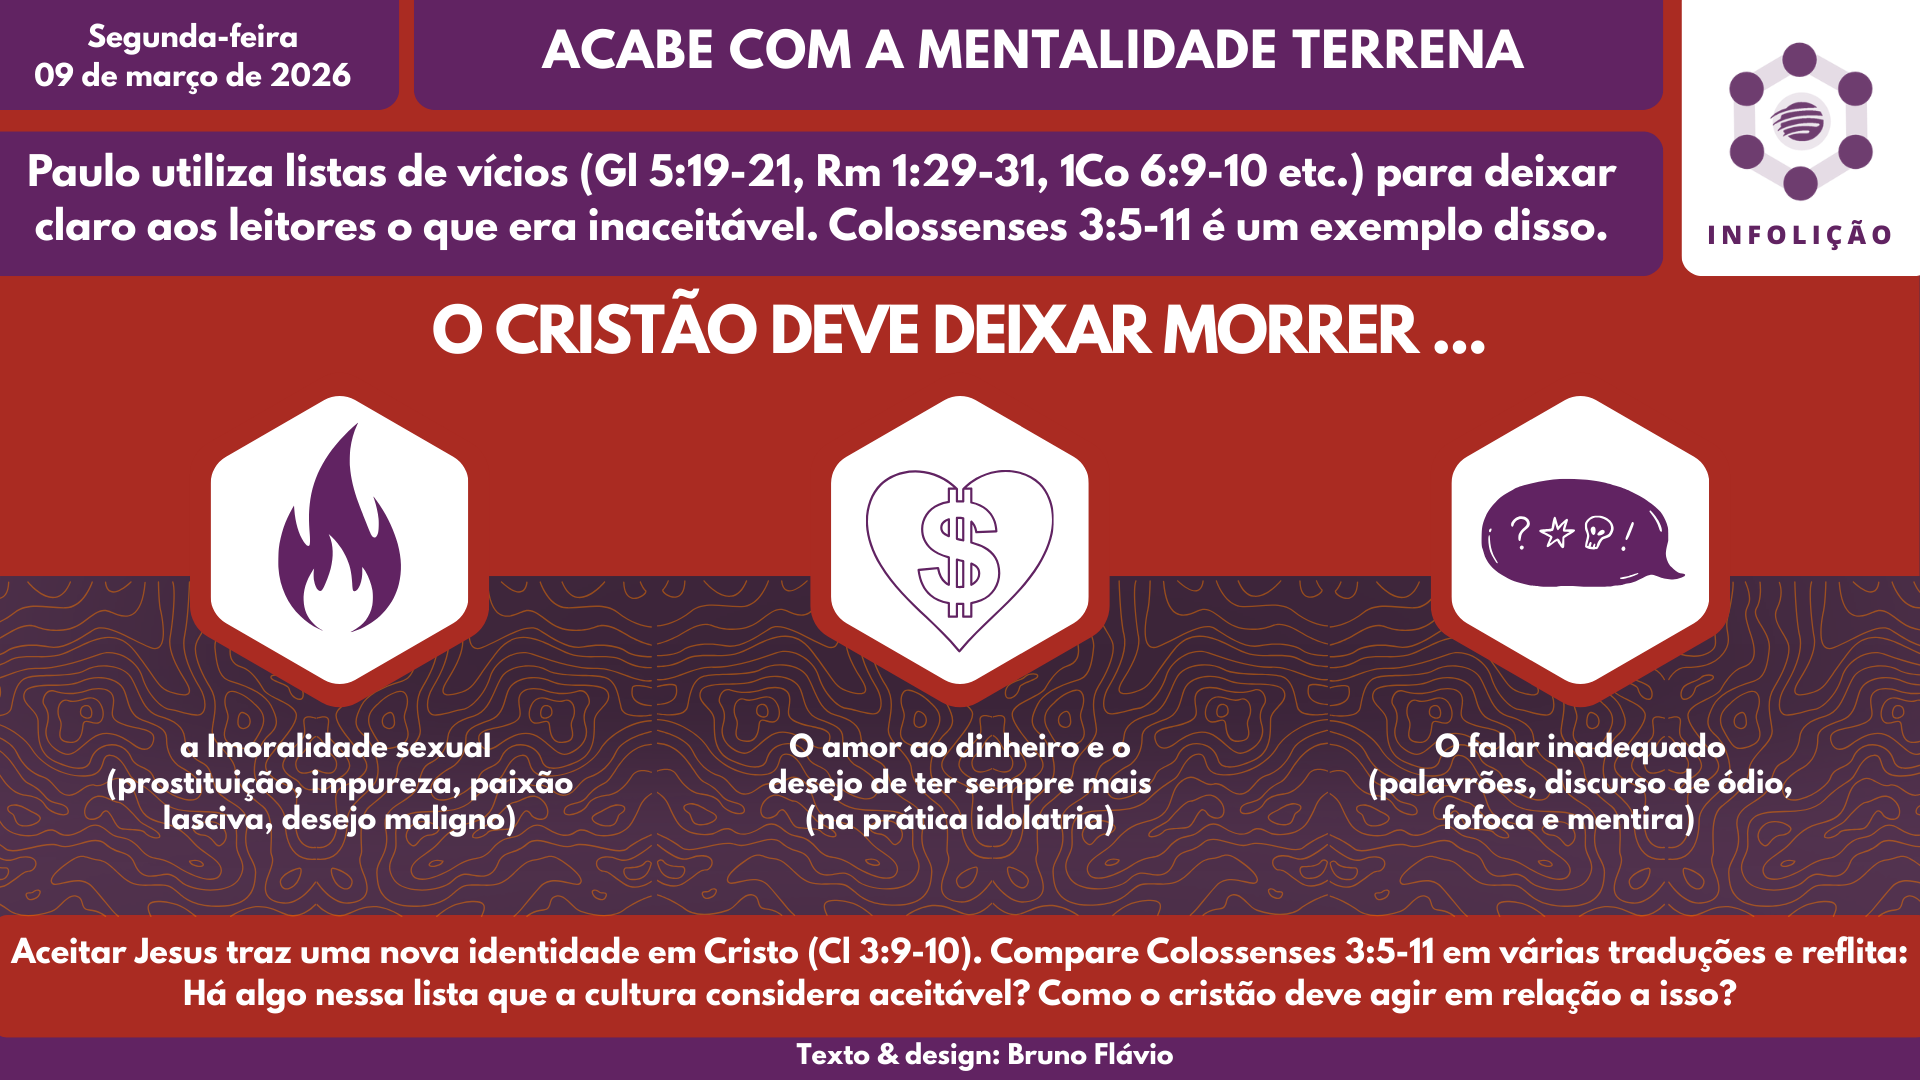 Segunda-feira
09 de março de 2026
ACABE COM A MENTALIDADE TERRENA
INFOLIÇÃO
Paulo utiliza listas de vícios (Gl 5:19-21, Rm 1:29-31, 1Co 6:9-10 etc.) para deixar
claro aos leitores o que era inaceitável. Colossenses 3:5-11 é um exemplo disso.
O CRISTÃO DEVE DEIXAR MORRER ...
$
?
!
a Imoralidade sexual
(prostituição, impureza, paixão
lasciva, desejo maligno)
O amor ao dinheiro e o
desejo de ter sempre mais
(na prática idolatria)
O falar inadequado
(palavrões, discurso de ódio,
fofoca e mentira)
Aceitar Jesus traz uma nova identidade em Cristo (Cl 3:9-10). Compare Colossenses 3:5-11 em várias traduções e reflita:
Há algo nessa lista que a cultura considera aceitável? Como o cristão deve agir em relação a isso?
Texto & design: Bruno Flávio